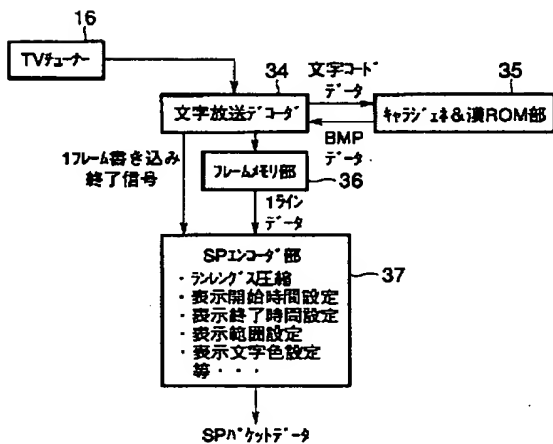 16
TVチューナー
34
文字放送デコーダ
文字コード
データ
35
キャラジェネ&漢ROM部
BMP
データ
1フレーム書き込み
終了信号
フレームメモリ部
36
1ライン
データ
SPエンコーダ部
・ランレングス圧縮
・表示開始時間設定
・表示終了時間設定
・表示範囲設定
・表示文字色設定
等・・・
37
SPパケットデータ